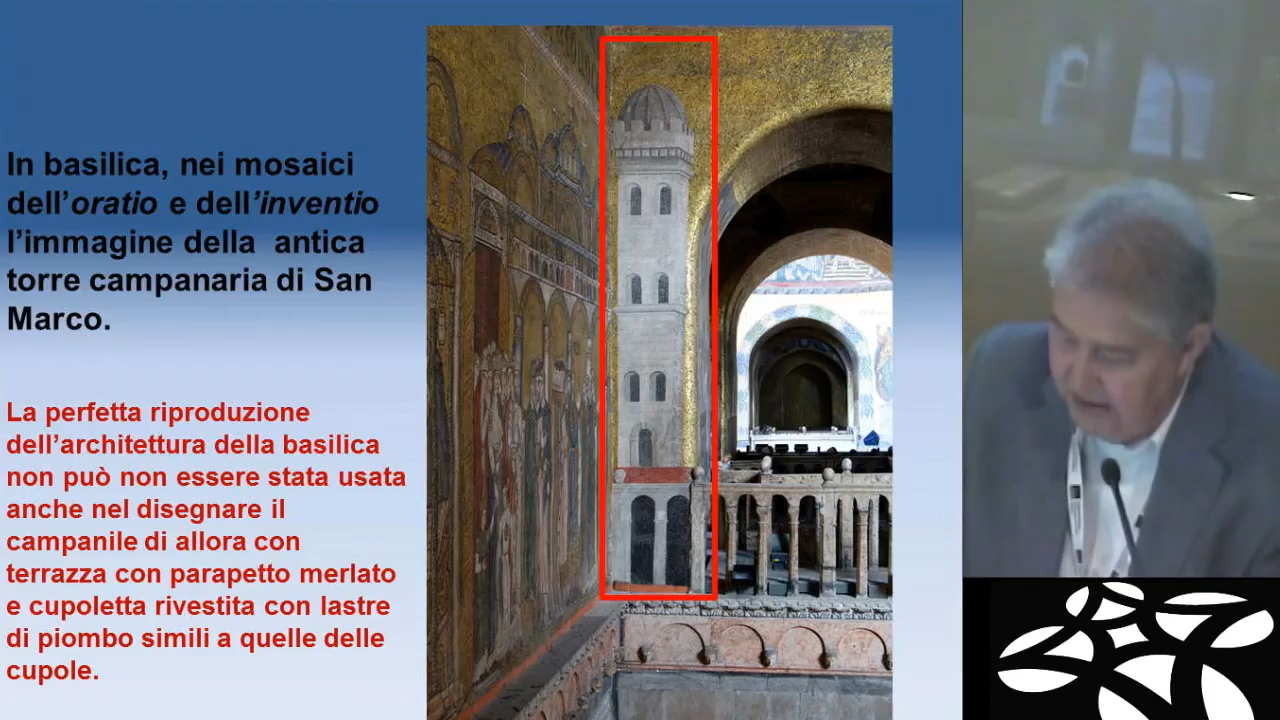 In basilica, nei mosaici
dell’oratio e dell’inventio
l’immagine della antica
torre campanaria di San
Marco.
La perfetta riproduzione
dell’architettura della basilica
non può non essere stata usata
anche nel disegnare il
campanile di allora con
terrazza con parapetto merlato
e cupoletta rivestita con lastre
di piombo simili a quelle delle
cupole.